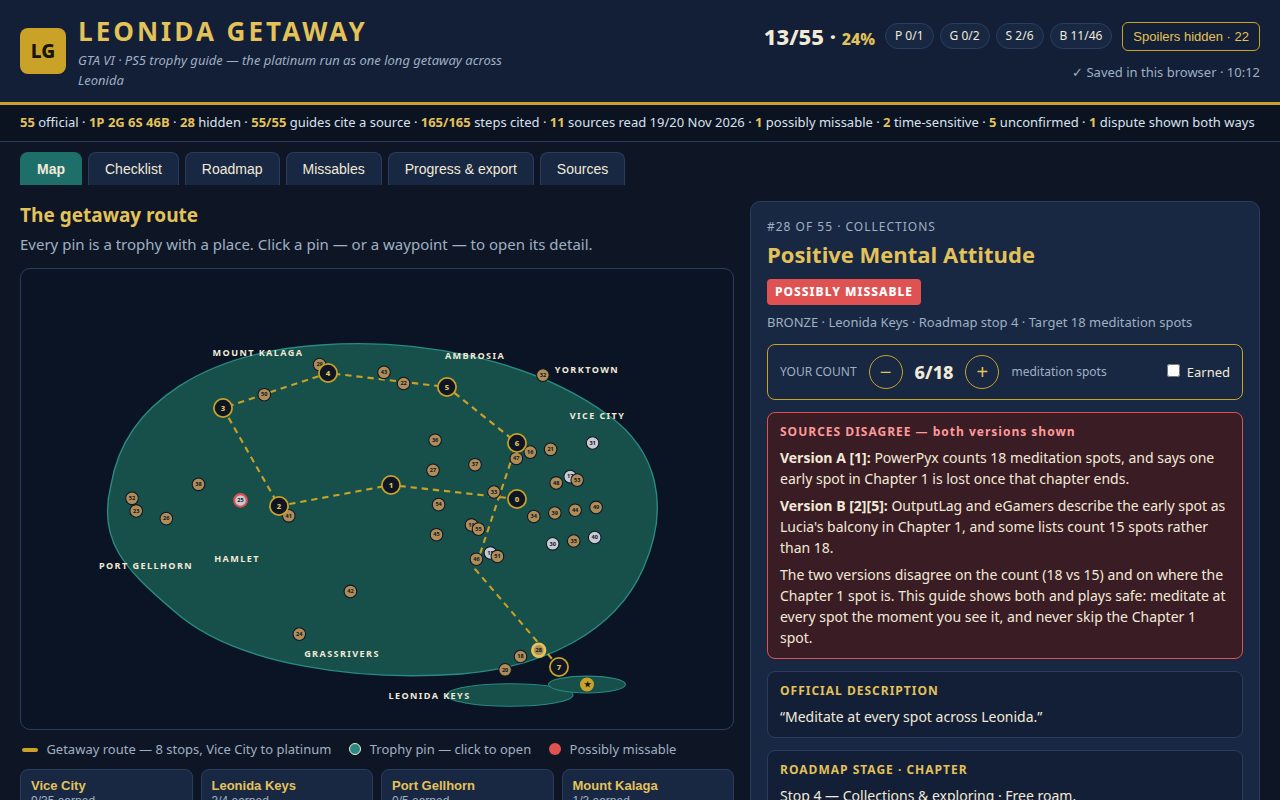 LG
LEONIDA GETAWAY
GTA VI · PS5 trophy guide — the platinum run as one long getaway across
Leonida
13/55 · 24%
P 0/1
G 0/2
S 2/6
B 11/46
Spoilers hidden · 22
✓ Saved in this browser · 10:12
55 official · 1P 2G 6S 46B · 28 hidden · 55/55 guides cite a source · 165/165 steps cited · 11 sources read 19/20 Nov 2026 · 1 possibly missable · 2 time-sensitive · 5 unconfirmed · 1 dispute shown both ways
Map
Checklist
Roadmap
Missables
Progress & export
Sources
The getaway route
Every pin is a trophy with a place. Click a pin — or a waypoint — to open its detail.
MOUNT KALAGA
AMBROSIA
YORKTOWN
VICE CITY
PORT GELLHORN
HAMLET
GRASSRIVERS
LEONIDA KEYS
4
5
3
6
1
2
0
7
Getaway route — 8 stops, Vice City to platinum
Trophy pin — click to open
Possibly missable
Vice City
Leonida Keys
Port Gellhorn
Mount Kalaga
#28 OF 55 · COLLECTIONS
Positive Mental Attitude
POSSIBLY MISSABLE
BRONZE · Leonida Keys · Roadmap stop 4 · Target 18 meditation spots
YOUR COUNT
−
6/18
+
meditation spots
Earned
SOURCES DISAGREE — both versions shown
Version A [1]: PowerPyx counts 18 meditation spots, and says one
early spot in Chapter 1 is lost once that chapter ends.
Version B [2][5]: OutputLag and eGamers describe the early spot as
Lucia's balcony in Chapter 1, and some lists count 15 spots rather
than 18.
The two versions disagree on the count (18 vs 15) and on where the
Chapter 1 spot is. This guide shows both and plays safe: meditate at
every spot the moment you see it, and never skip the Chapter 1
spot.
OFFICIAL DESCRIPTION
“Meditate at every spot across Leonida.”
ROADMAP STAGE · CHAPTER
Stop 4 — Collections & exploring · Free roam.